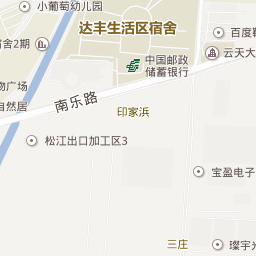 小葡萄幼儿园
达丰生活区宿舍
百度
宿舍2期
云天大
中国邮政
储蓄银行
物广场
自然居
南乐路
印家浜
松江出口加工区3
宝盈电子
三庄
璨宇光